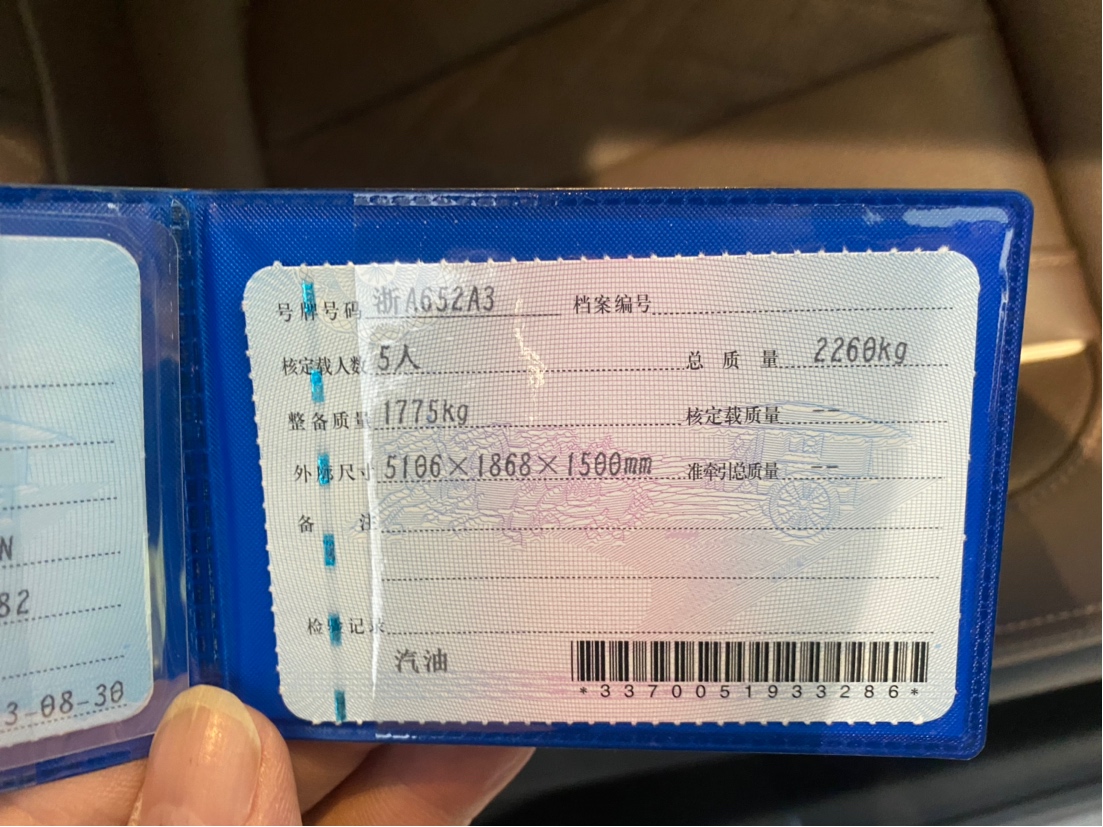 N
82
3-08-30
号牌号码 浙A652A3 档案编号
核定载人数 5人 总质量 2260kg
整备质量 1775kg 核定载质量 --
外廓尺寸 5106×1868×1500mm 准牵引总质量 --
备注
检验记录
汽油
*3370051933286*